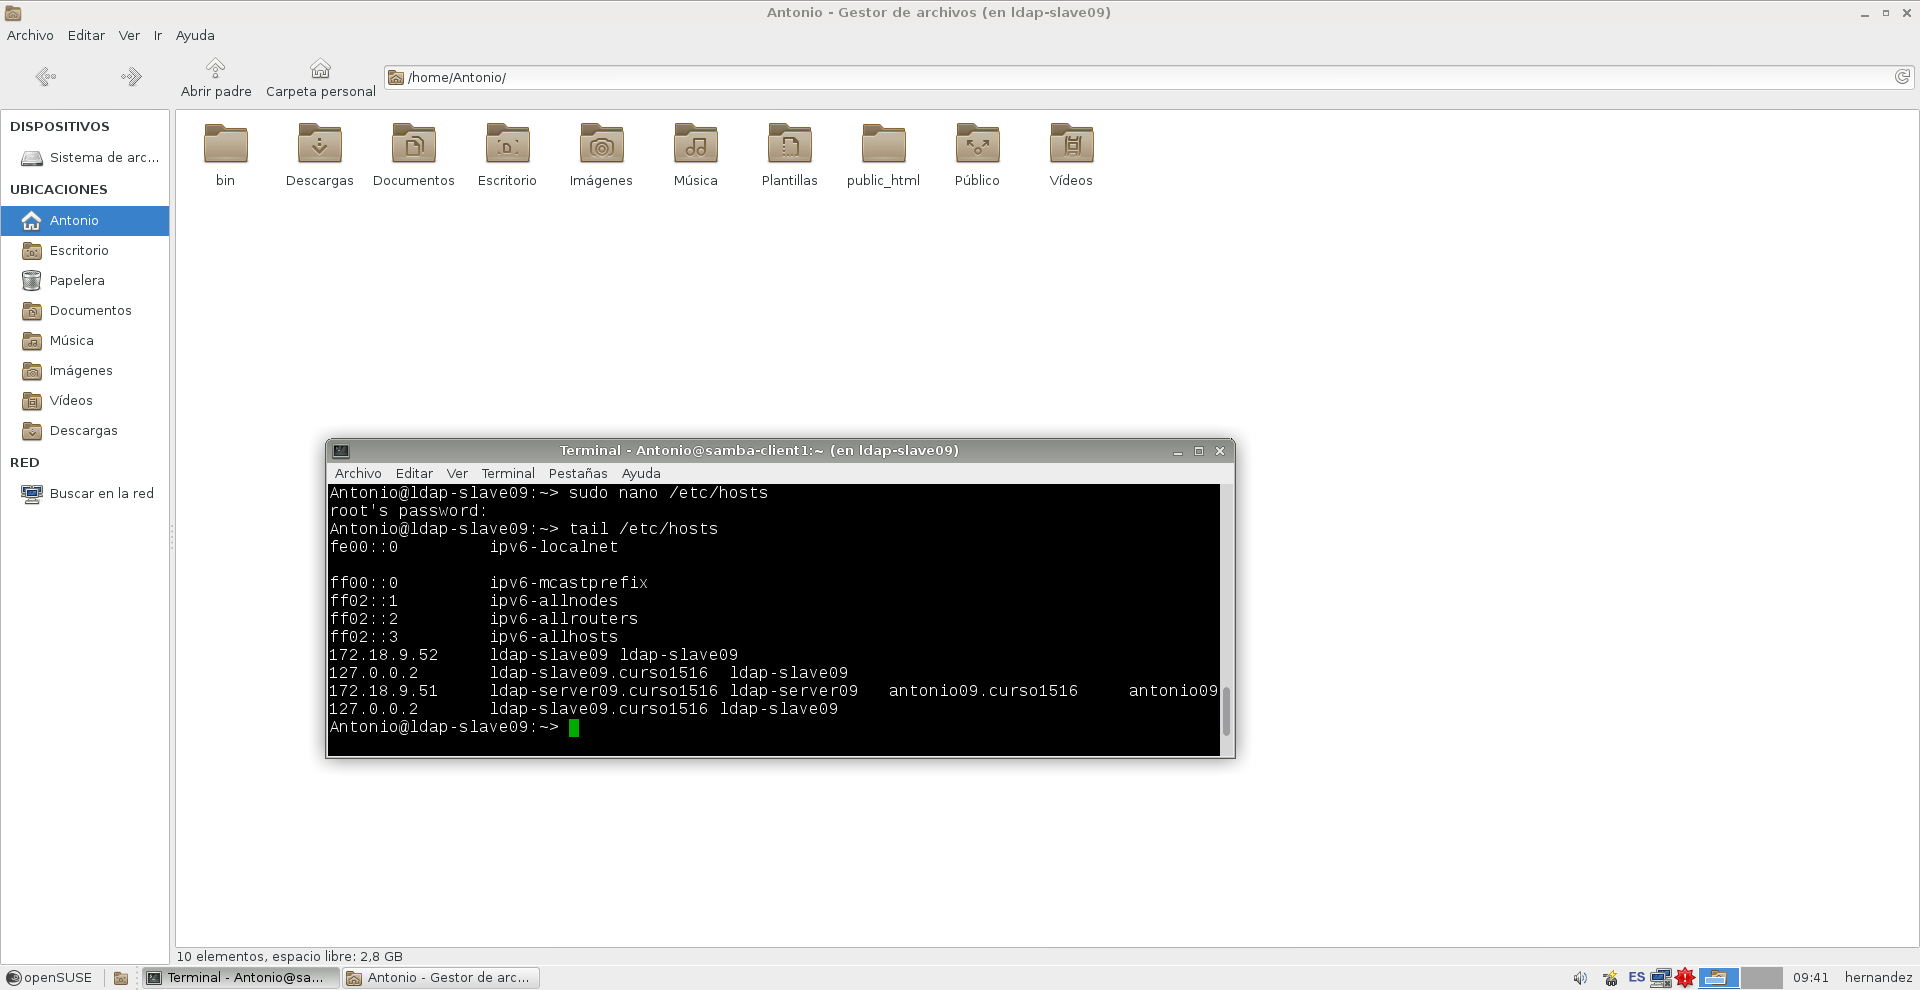 Antonio - Gestor de archivos (en ldap-slave09)
Archivo Editar Ver Ir Ayuda
Abrir padre Carpeta personal /home/Antonio/
DISPOSITIVOS
Sistema de arc...
UBICACIONES
Antonio
Escritorio
Papelera
Documentos
Música
Imágenes
Vídeos
Descargas
RED
Buscar en la red
bin Descargas Documentos Escritorio Imágenes Música Plantillas public_html Público Vídeos
Terminal - Antonio@samba-client1:~ (en ldap-slave09)
Archivo Editar Ver Terminal Pestañas Ayuda
Antonio@ldap-slave09:~> sudo nano /etc/hosts
root's password:
Antonio@ldap-slave09:~> tail /etc/hosts
fe00::0 ipv6-localnet
ff00::0 ipv6-mcastprefix
ff02::1 ipv6-allnodes
ff02::2 ipv6-allrouters
ff02::3 ipv6-allhosts
172.18.9.52 ldap-slave09 ldap-slave09
127.0.0.2 ldap-slave09.curso1516 ldap-slave09
172.18.9.51 ldap-server09.curso1516 ldap-server09 antonio09.curso1516 antonio09
127.0.0.2 ldap-slave09.curso1516 ldap-slave09
Antonio@ldap-slave09:~>
10 elementos, espacio libre: 2,8 GB
openSUSE Terminal - Antonio@sa... Antonio - Gestor de arc... ES 09:41 hernandez